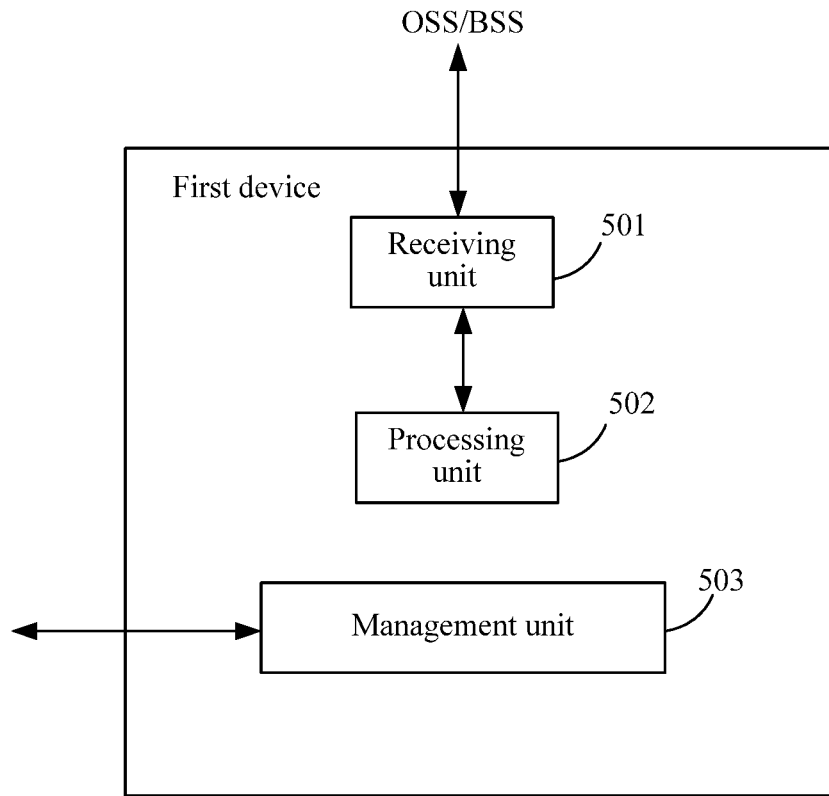 OSS/BSS
First device
Receiving
unit
501
Processing
unit
502
Management unit
503